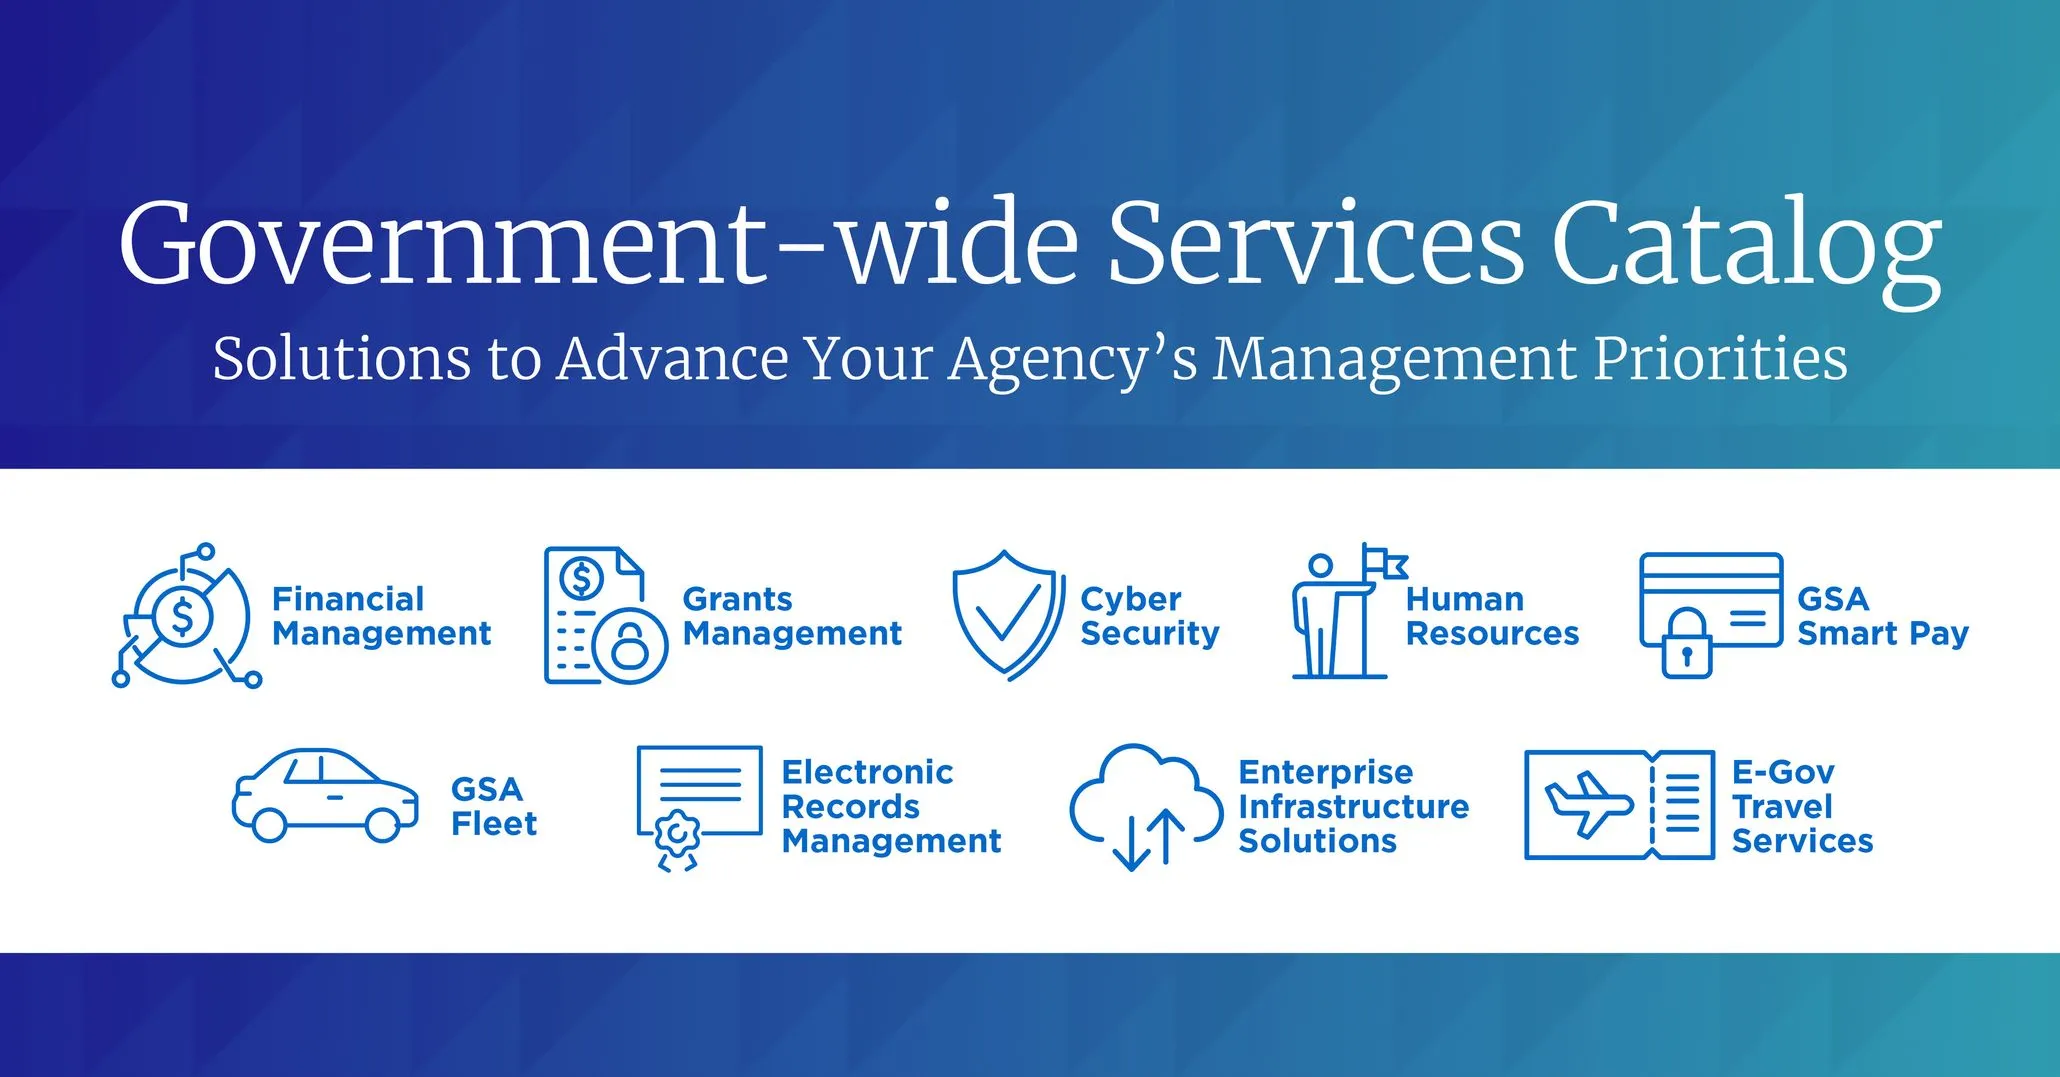 Government-wide Services Catalog
Solutions to Advance Your Agency’s Management Priorities
Financial
Management
Grants
Management
Cyber
Security
Human
Resources
GSA
Smart Pay
GSA
Fleet
Electronic
Records
Management
Enterprise
Infrastructure
Solutions
E-Gov
Travel
Services